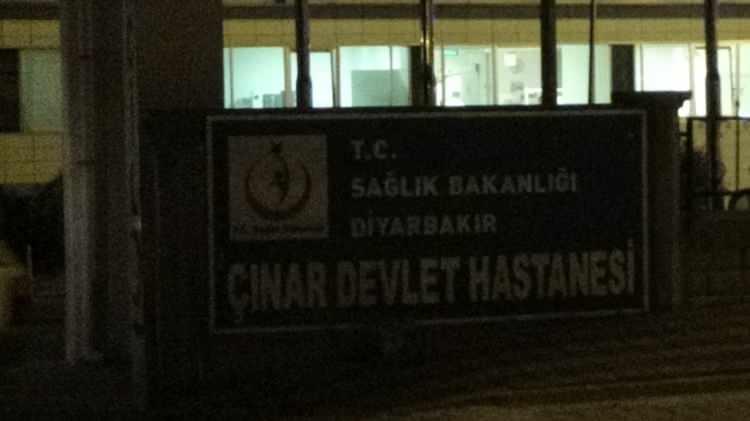 T.C.
SAĞLIK BAKANLIĞI
DİYARBAKIR
ÇINAR DEVLET HASTANESİ